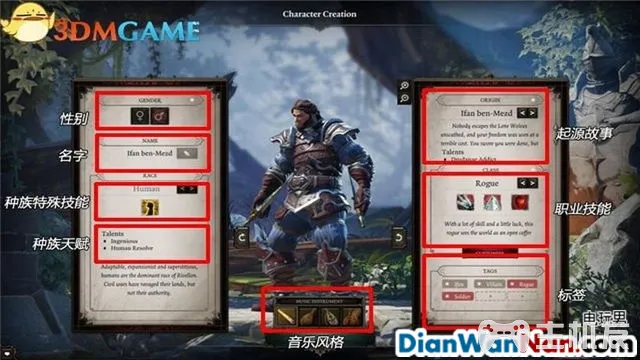 3DMGAME
Character Creation
GENDER
性别
NAME
名字
Ifan ben-Mezd
RACE
Human
种族特殊技能
Talents
Ingenious
Human Resolve
种族天赋
Adaptable, expansionist and superstitious,
humans are the dominant race of Rivellon.
Civil wars have ravaged their lands, but
not their authority.
MUSIC INSTRUMENT
音乐风格
ORIGIN
Ifan ben-Mezd
Nobody escapes the Lone Wolves
unscathed, and your freedom was won at a
terrible cost. You swore you were done, but
Talents
起源故事
CLASS
Rogue
职业技能
With a lot of skill and a little luck, this
rogue sees the world as an open coffer
TAGS
Ifan
Villain
Rogue
Soldier
标签
电玩男
DianWanNan.com